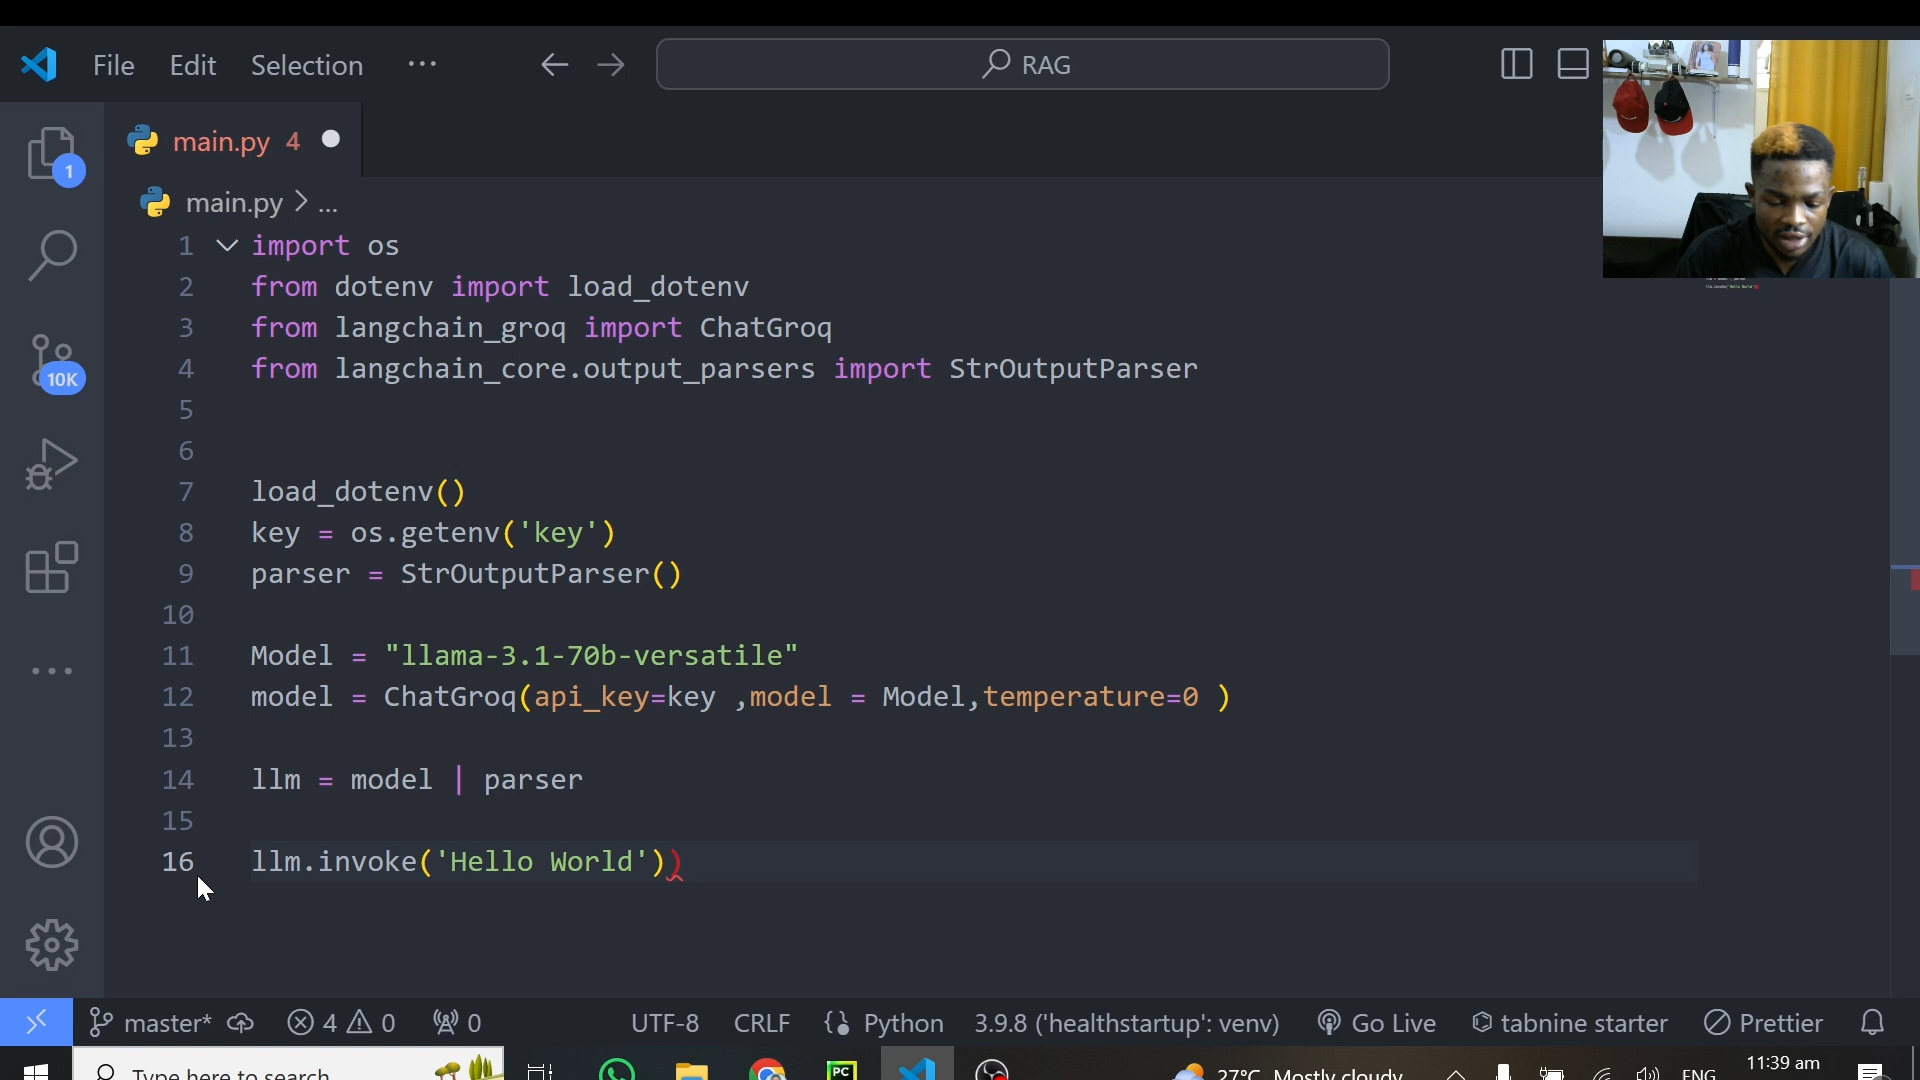 File Edit Selection ··· RAG
main.py 4
1
main.py > ...
1 import os
2 from dotenv import load_dotenv
3 from langchain_groq import ChatGroq
10K
4 from langchain_core.output_parsers import StrOutputParser
5
6
7 load_dotenv()
8 key = os.getenv('key')
9 parser = StrOutputParser()
10
11 Model = "llama-3.1-70b-versatile"
12 model = ChatGroq(api_key=key ,model = Model,temperature=0 )
13
14 llm = model | parser
15
16 llm.invoke('Hello World'))
master* 4 0 0 UTF-8 CRLF Python 3.9.8 ('healthstartup': venv) Go Live tabnine starter Prettier
Type here to search PC 27°C Mostly cloudy ENG 11:39 am